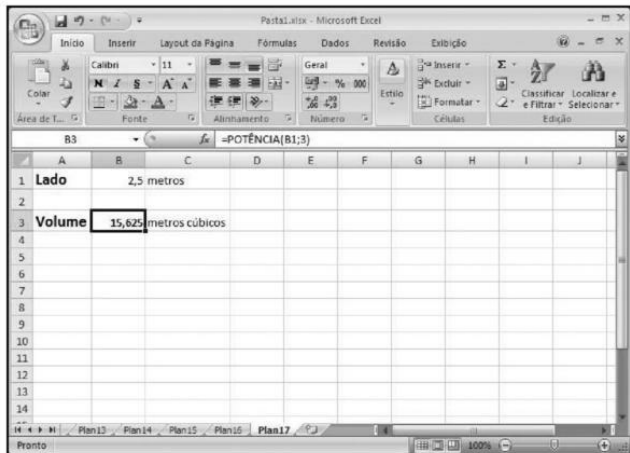 Pasta1.xlsx - Microsoft Excel
Início Inserir Layout da Página Fórmulas Dados Revisão Exibição
Calibri 11 Geral Inserir Σ
Colar N I S A A % 000 Estilo Excluir Classificar e Filtrar Localizar e Selecionar
A Formatar
Área de T... Fonte Alinhamento Número Células Edição
B3 fx =POTÊNCIA(B1;3)
A B C D E F G H I J
1 Lado 2,5 metros
2
3 Volume 15,625 metros cúbicos
4
5
6
7
8
9
10
11
12
13
14
Plan13 Plan14 Plan15 Plan16 Plan17
Pronto 100%